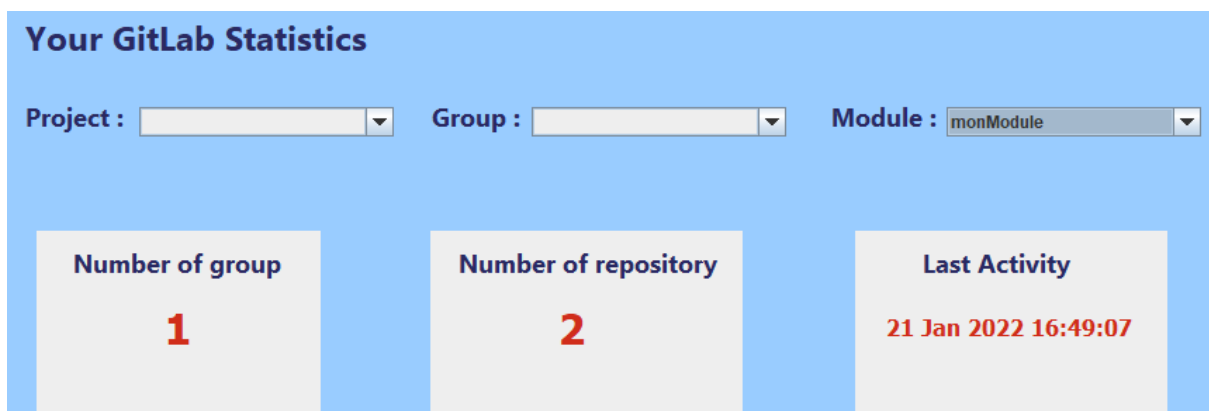 Your GitLab Statistics
Project : Group : Module : monModule
Number of group Number of repository Last Activity
1 2 21 Jan 2022 16:49:07